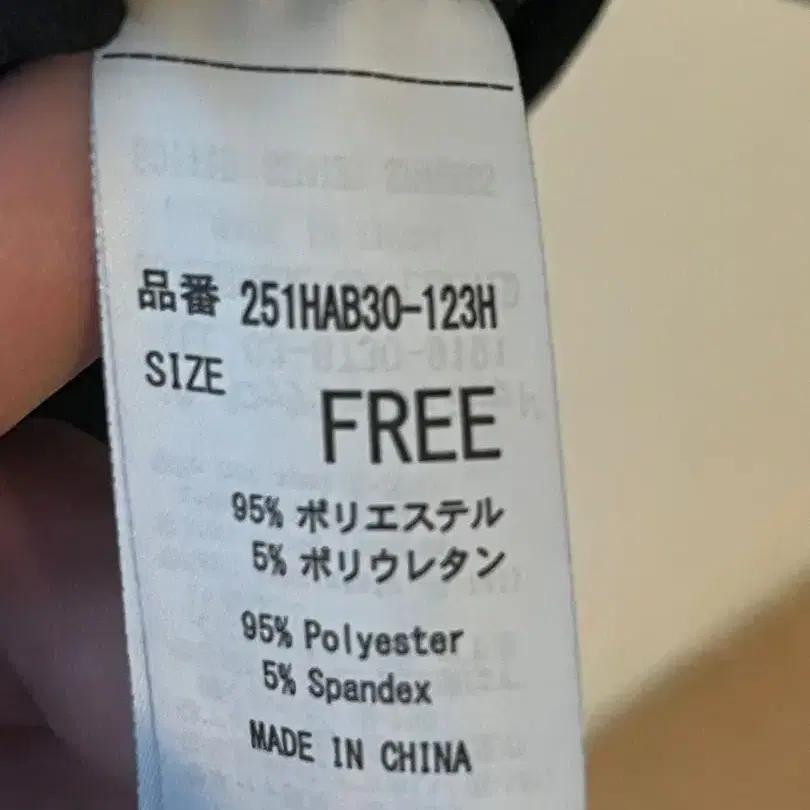 品番 251HAB30-123H
SIZE
FREE
95% ポリエステル
5% ポリウレタン
95% Polyester
5% Spandex
MADE IN CHINA